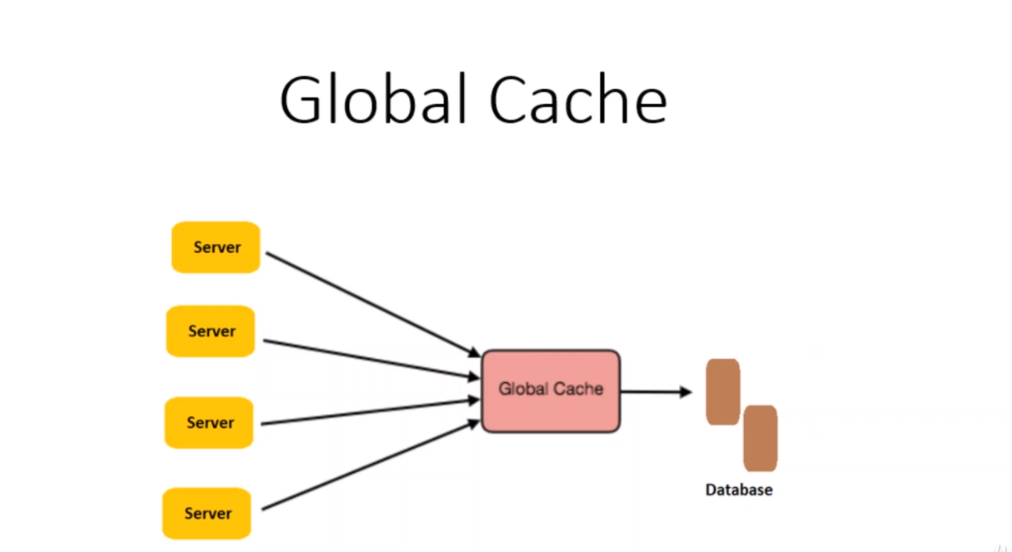 Global Cache
Server
Server
Server
Server
Global Cache
Database